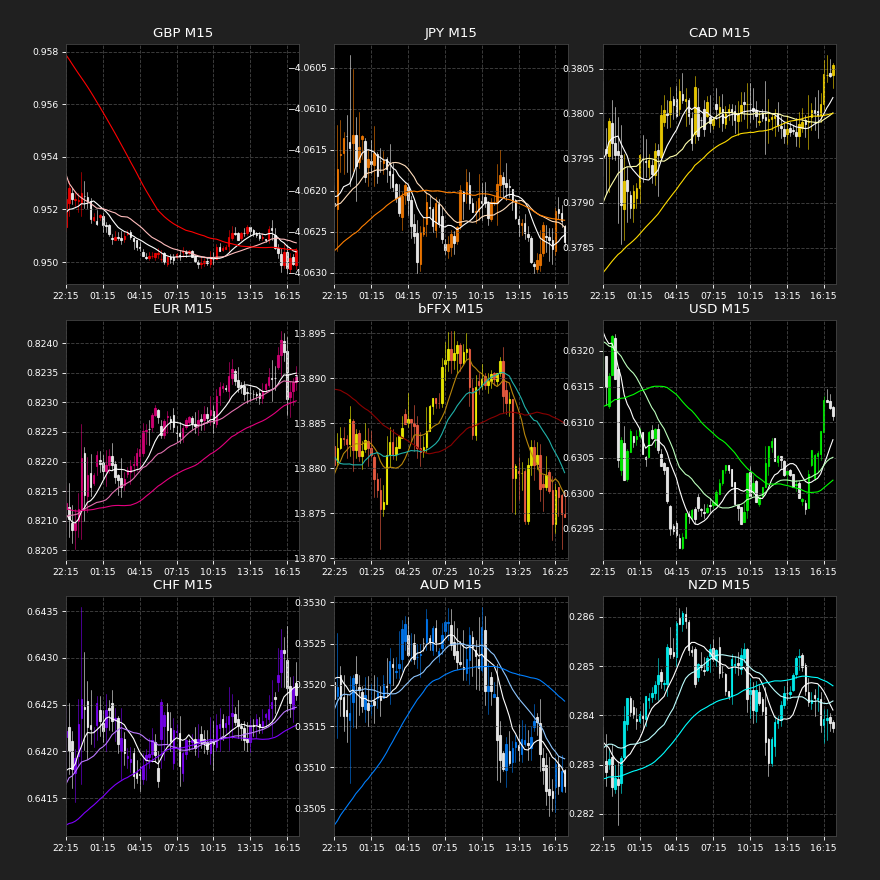 GBP M15
0.958
0.956
0.954
0.952
0.950
22:15 01:15 04:15 07:15 10:15 13:15 16:15
JPY M15
−4.0605
−4.0610
−4.0615
−4.0620
−4.0625
−4.0630
22:15 01:15 04:15 07:15 10:15 13:15 16:15
CAD M15
0.3805
0.3800
0.3795
0.3790
0.3785
22:15 01:15 04:15 07:15 10:15 13:15 16:15
EUR M15
0.8240
0.8235
0.8230
0.8225
0.8220
0.8215
0.8210
0.8205
22:15 01:15 04:15 07:15 10:15 13:15 16:15
bFFX M15
13.895
13.890
13.885
13.880
13.875
13.870
22:25 01:25 04:25 07:25 10:25 13:25 16:25
USD M15
0.6320
0.6315
0.6310
0.6305
0.6300
0.6295
22:15 01:15 04:15 07:15 10:15 13:15 16:15
CHF M15
0.6435
0.6430
0.6425
0.6420
0.6415
22:15 01:15 04:15 07:15 10:15 13:15 16:15
AUD M15
0.3530
0.3525
0.3520
0.3515
0.3510
0.3505
22:15 01:15 04:15 07:15 10:15 13:15 16:15
NZD M15
0.286
0.285
0.284
0.283
0.282
22:15 01:15 04:15 07:15 10:15 13:15 16:15